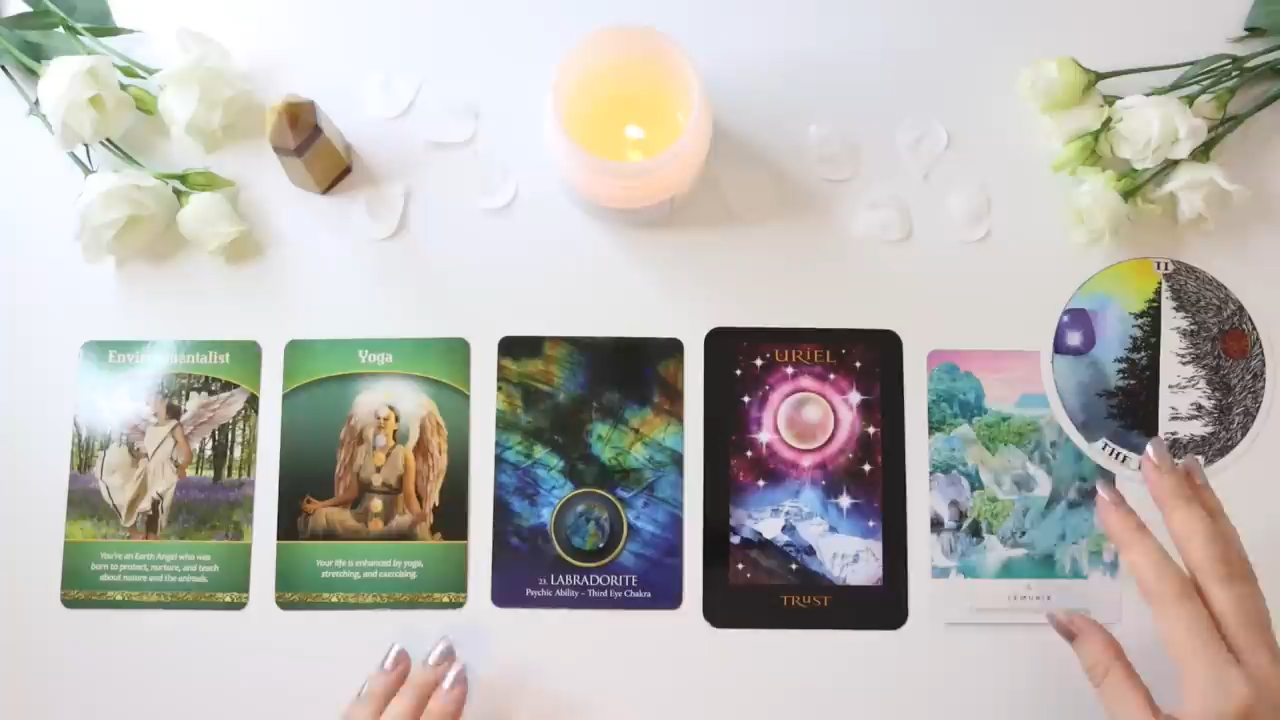 Environmentalist
You're an Earth Angel who was
born to protect, nurture, and teach
about nature and the animals.
Yoga
Your life is enhanced by yoga,
stretching, and exercising.
23. LABRADORITE
Psychic Ability – Third Eye Chakra
URIEL
TRUST
II
THE